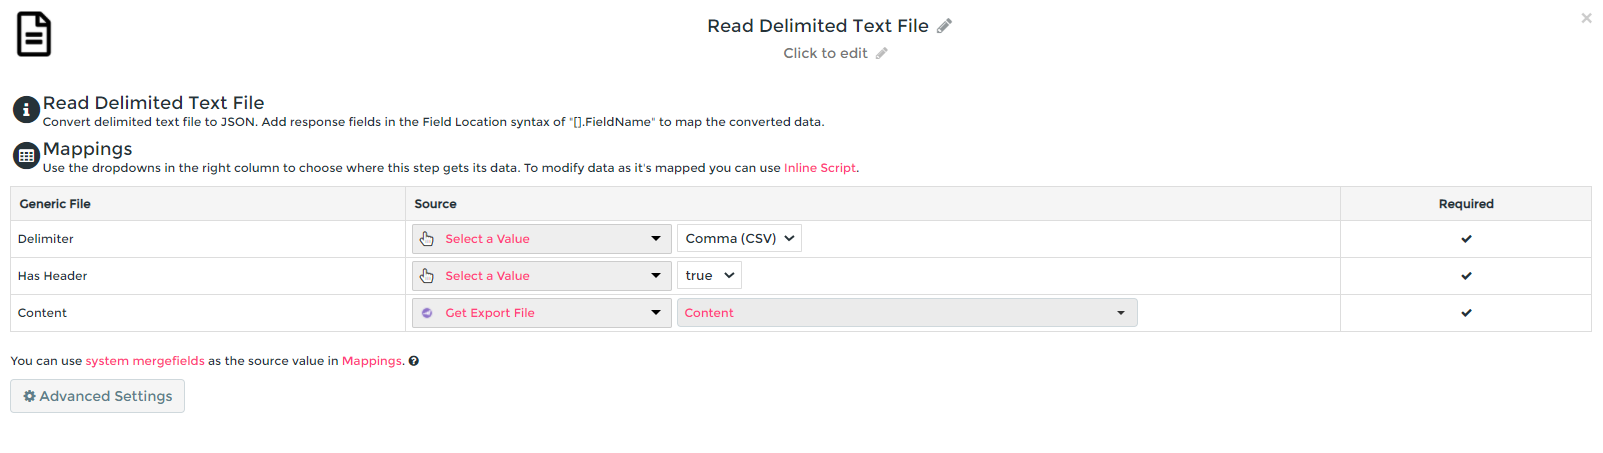 Read Delimited Text File
Click to edit
×
Read Delimited Text File
Convert delimited text file to JSON. Add response fields in the Field Location syntax of "[].FieldName" to map the converted data.
Mappings
Use the dropdowns in the right column to choose where this step gets its data. To modify data as it's mapped you can use Inline Script.
Generic File Source Required
Delimiter Select a Value Comma (CSV)
Has Header Select a Value true
Content Get Export File Content
You can use system mergefields as the source value in Mappings.
Advanced Settings